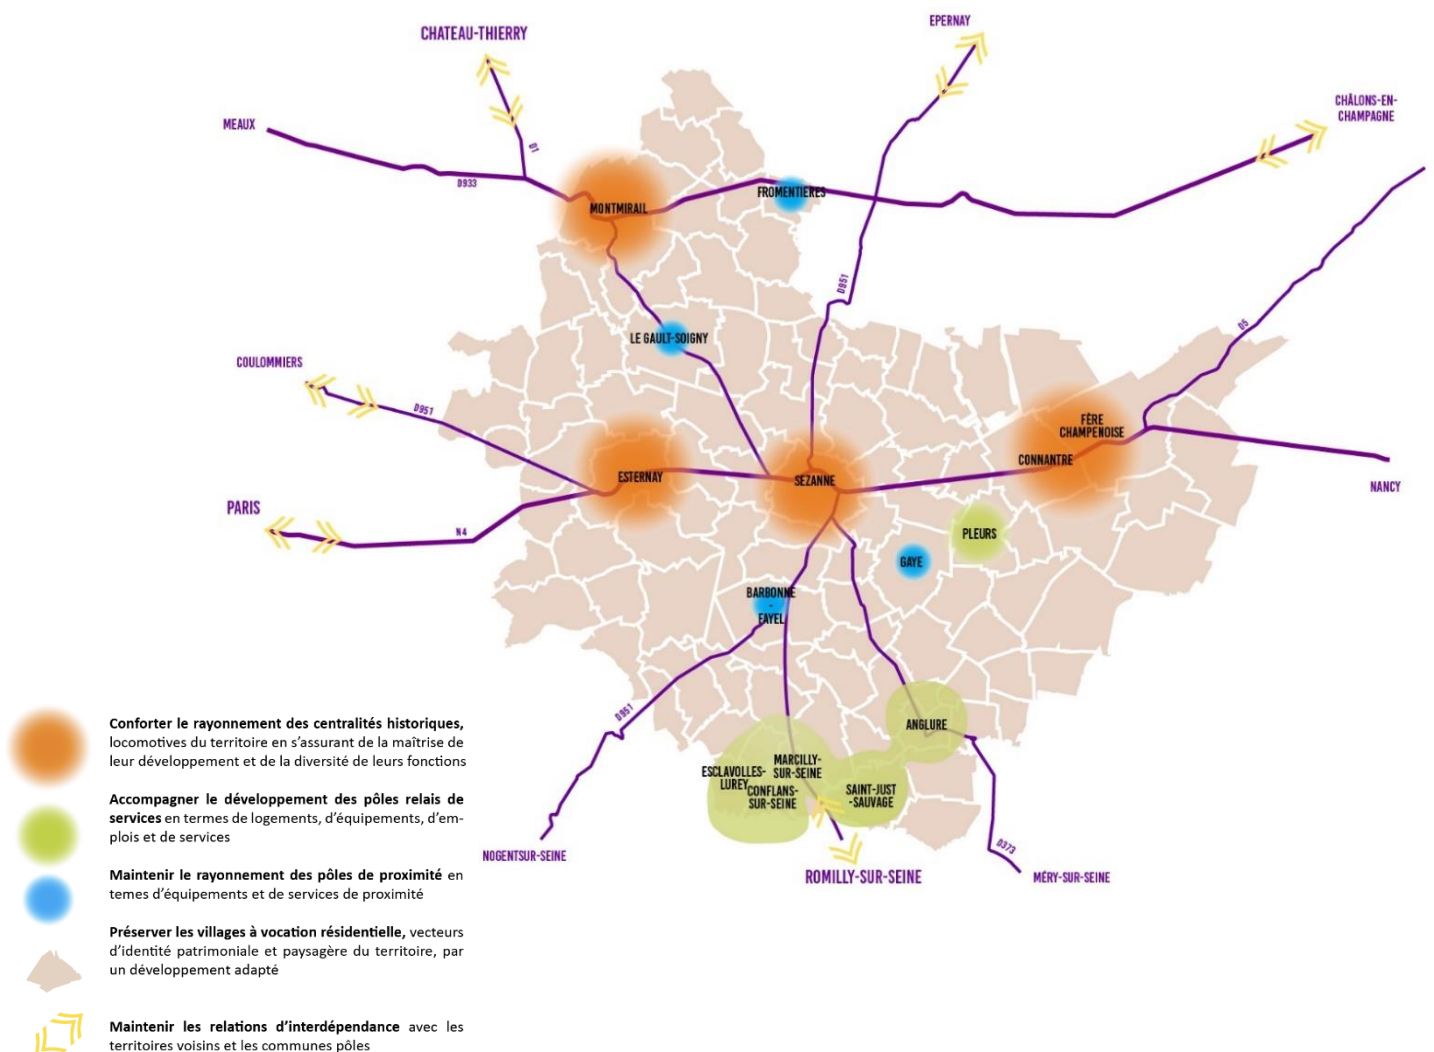 EPERNAY
CHATEAU-THIERRY
CHÂLONS-EN-
CHAMPAGNE
MEAUX
D1
D933
FROMENTIERES
MONTMIRAIL
D951
D5
LE GAULT-SOIGNY
COULOMMIERS
D951
FÈRE
CHAMPENOISE
CONNANTRE
ESTERNAY
SEZANNE
NANCY
PARIS
N4
PLEURS
GAYE
BARBONNE
-
FAYEL
D951
ANGLURE
MARCILLY-
SUR-SEINE
ESCLAVOLLES-
LUREY
CONFLANS-
SUR-SEINE
SAINT-JUST
-SAUVAGE
D373
NOGENTSUR-SEINE
ROMILLY-SUR-SEINE
MÉRY-SUR-SEINE
Conforter le rayonnement des centralités historiques,
locomotives du territoire en s'assurant de la maîtrise de
leur développement et de la diversité de leurs fonctions
Accompagner le développement des pôles relais de
services en termes de logements, d'équipements, d'em-
plois et de services
Maintenir le rayonnement des pôles de proximité en
temes d'équipements et de services de proximité
Préserver les villages à vocation résidentielle, vecteurs
d'identité patrimoniale et paysagère du territoire, par
un développement adapté
Maintenir les relations d'interdépendance avec les
territoires voisins et les communes pôles